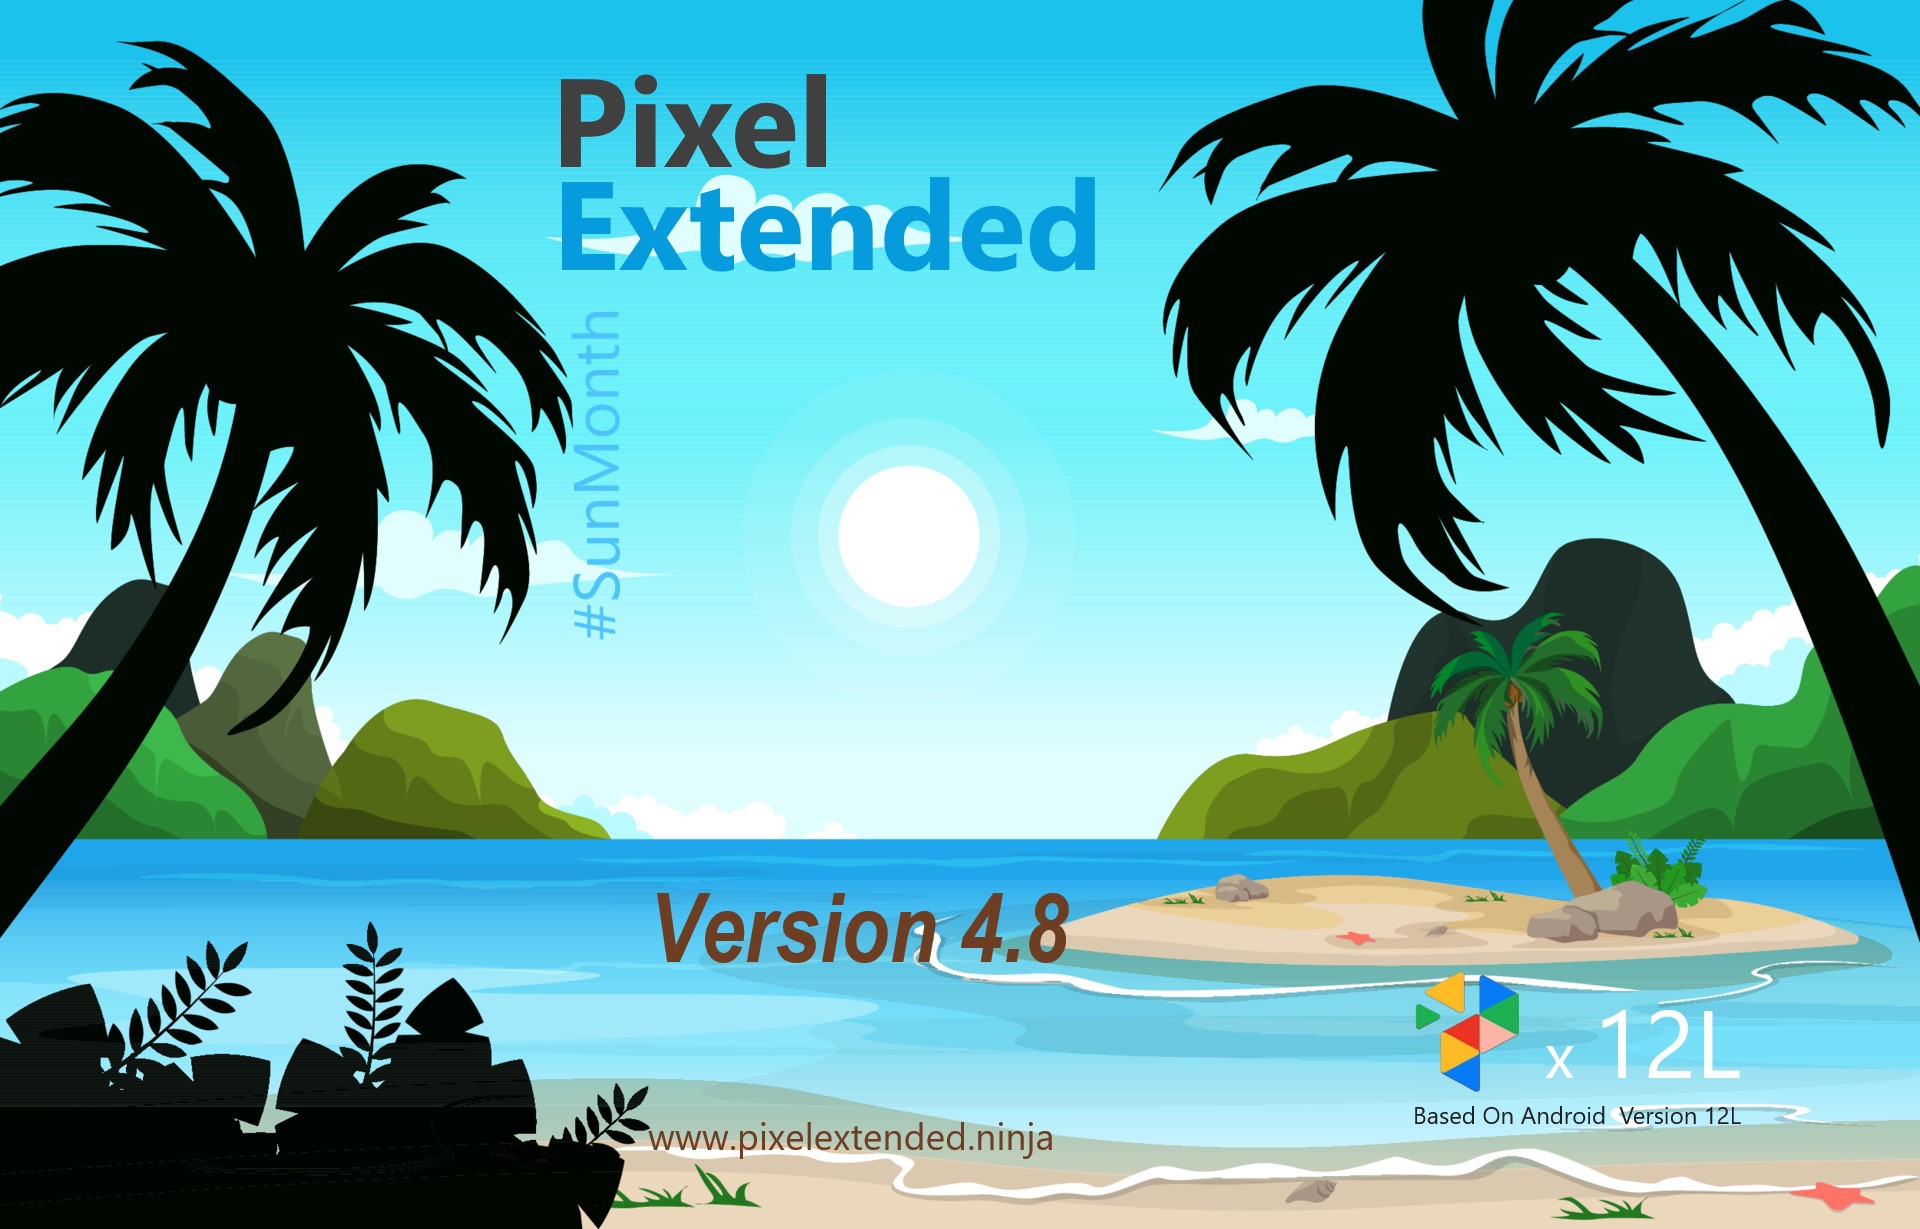 Pixel
Extended
#SunMonth
Version 4.8
x 12L
Based On Android Version 12L
www.pixelextended.ninja